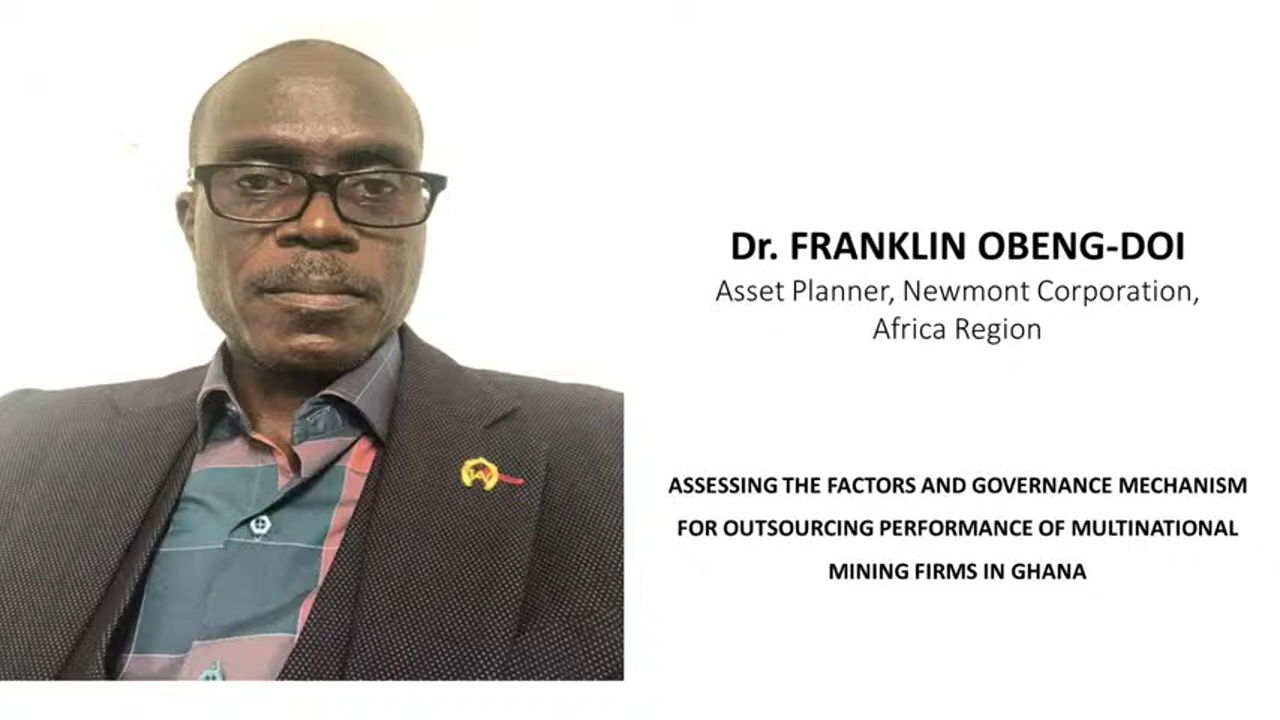 Dr. FRANKLIN OBENG-DOI
Asset Planner, Newmont Corporation,
Africa Region
ASSESSING THE FACTORS AND GOVERNANCE MECHANISM
FOR OUTSOURCING PERFORMANCE OF MULTINATIONAL
MINING FIRMS IN GHANA